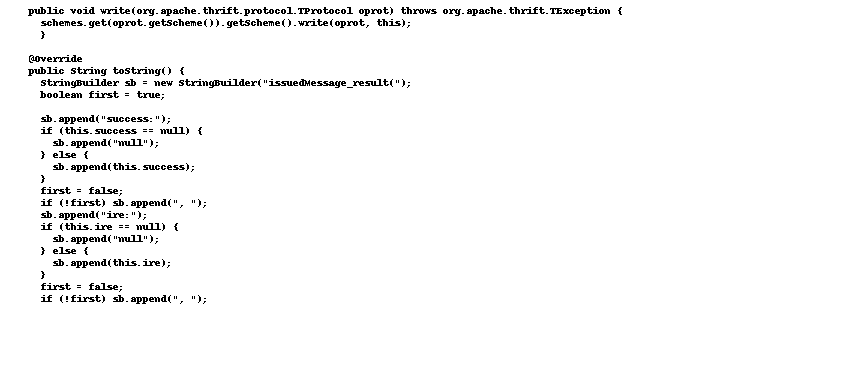 public void write(org.apache.thrift.protocol.TProtocol oprot) throws org.apache.thrift.TException {
schemes.get(oprot.getScheme()).getScheme().write(oprot, this);
}
@Override
public String toString() {
StringBuilder sb = new StringBuilder("issuedMessage_result(");
boolean first = true;
sb.append("success:");
if (this.success == null) {
sb.append("null");
} else {
sb.append(this.success);
}
first = false;
if (!first) sb.append(", ");
sb.append("ire:");
if (this.ire == null) {
sb.append("null");
} else {
sb.append(this.ire);
}
first = false;
if (!first) sb.append(", ");